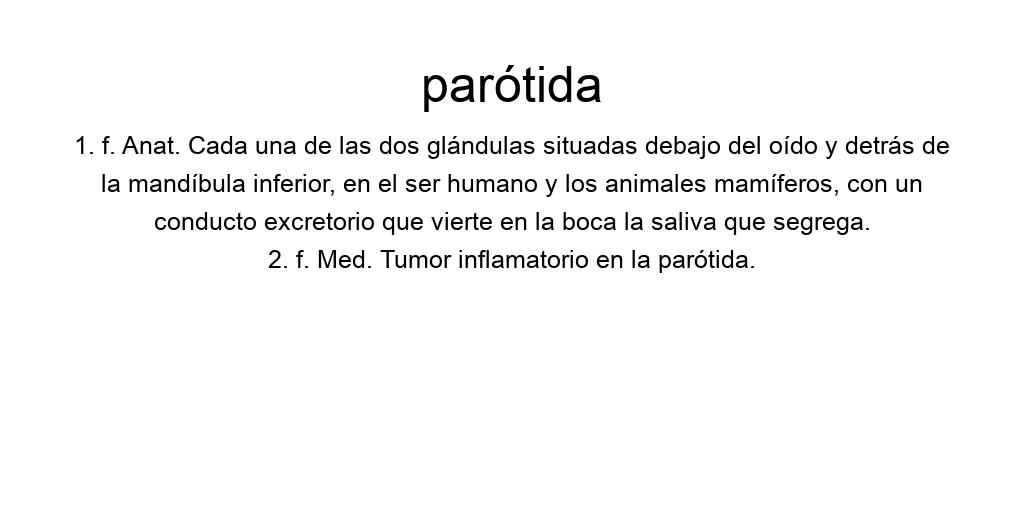 parótida
1. f. Anat. Cada una de las dos glándulas situadas debajo del oído y detrás de
la mandíbula inferior, en el ser humano y los animales mamíferos, con un
conducto excretorio que vierte en la boca la saliva que segrega.
2. f. Med. Tumor inflamatorio en la parótida.